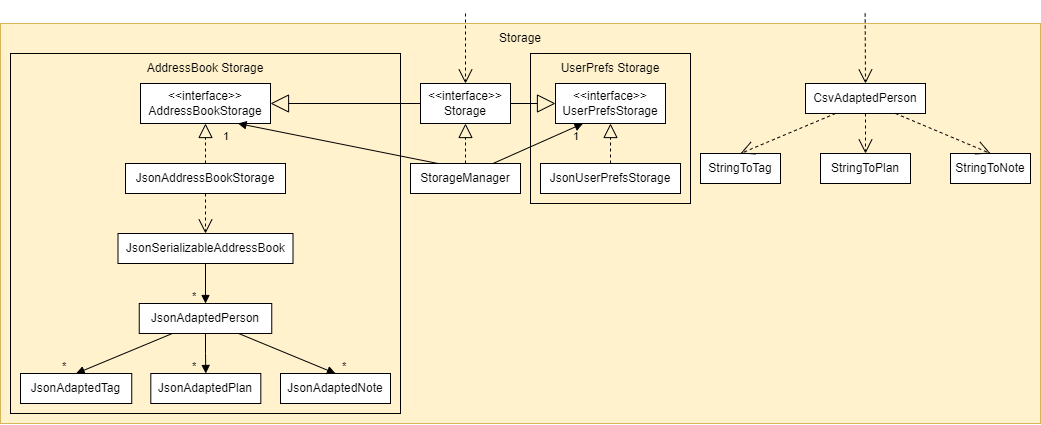 Storage
AddressBook Storage
UserPrefs Storage
<<interface>>
AddressBookStorage
<<interface>>
Storage
<<interface>>
UserPrefsStorage
CsvAdaptedPerson
1
1
StringToTag
StringToPlan
StringToNote
JsonAddressBookStorage
StorageManager
JsonUserPrefsStorage
JsonSerializableAddressBook
*
JsonAdaptedPerson
*
*
*
JsonAdaptedTag
JsonAdaptedPlan
JsonAdaptedNote